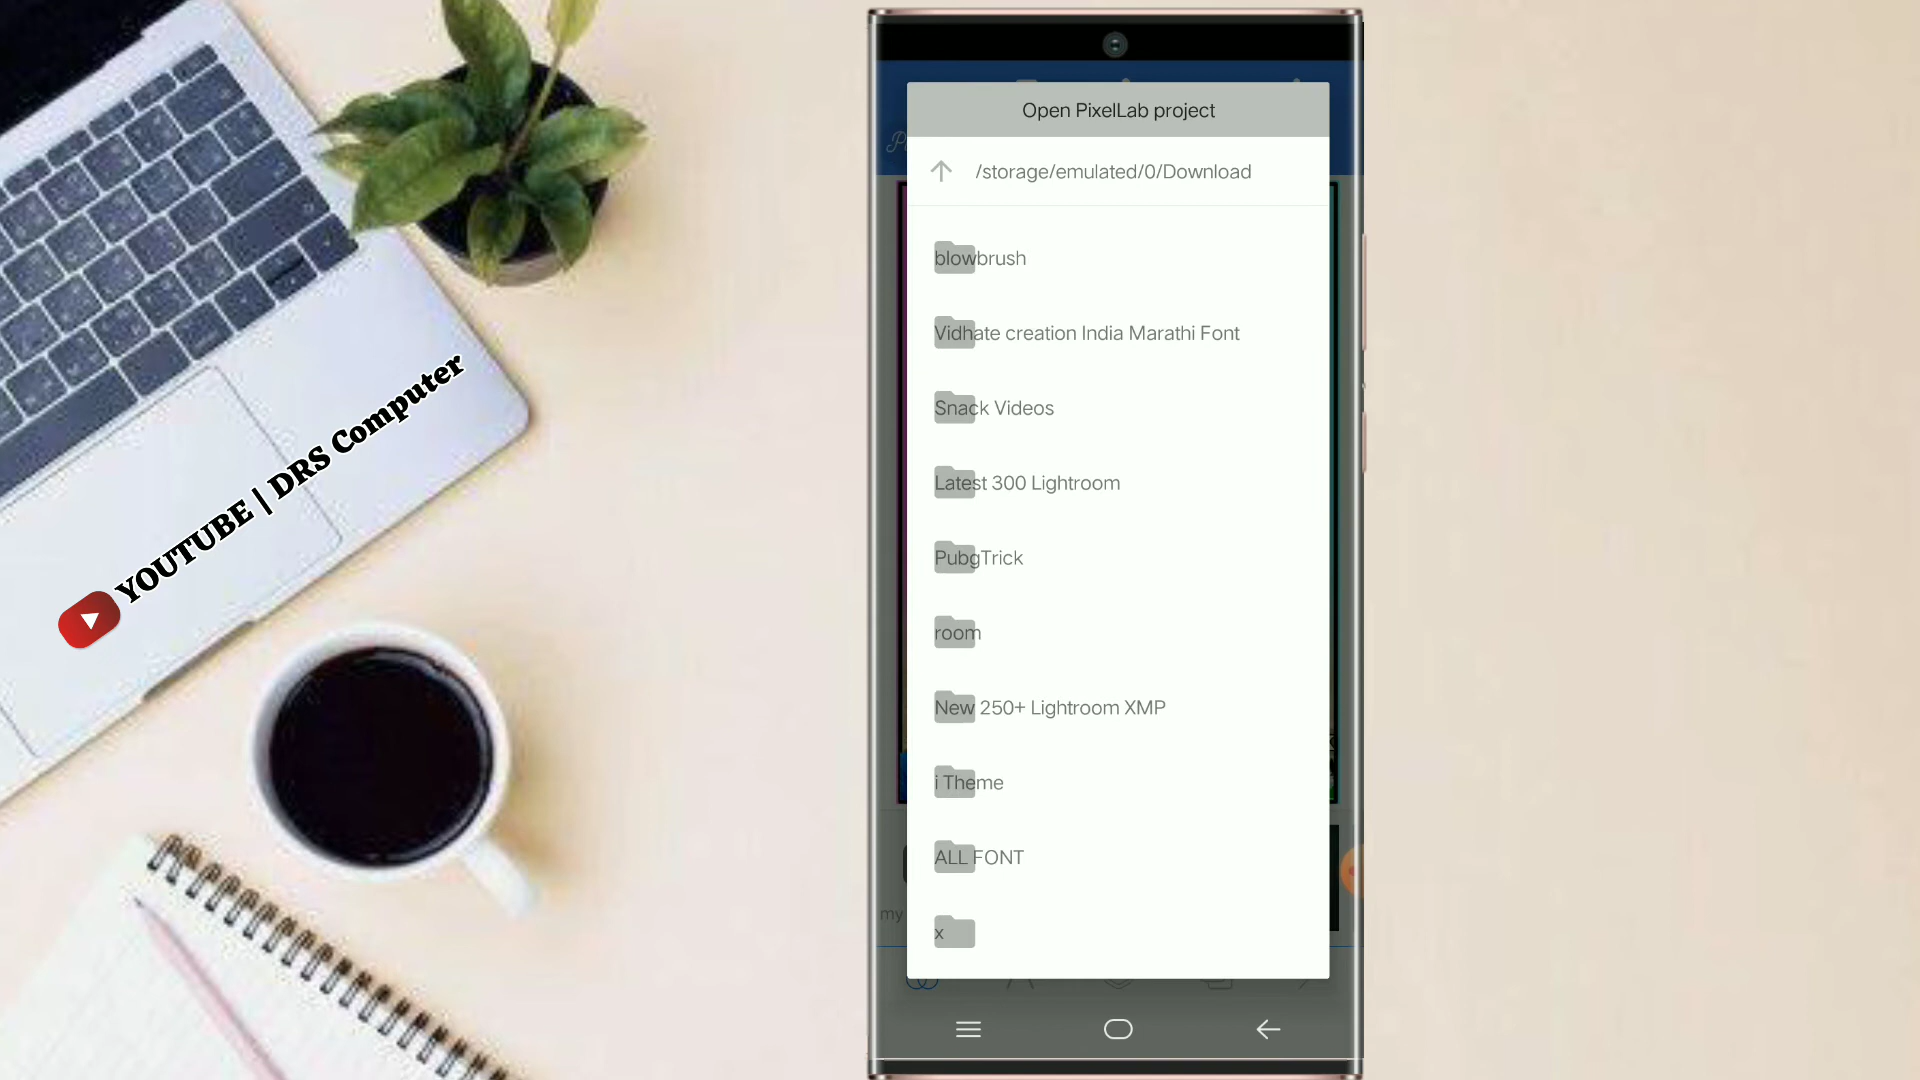 YOUTUBE | DRS Computer
Open PixelLab project
/storage/emulated/0/Download
blowbrush
Vidhate creation India Marathi Font
Snack Videos
Latest 300 Lightroom
PubgTrick
room
New 250+ Lightroom XMP
i Theme
ALL FONT
x
my